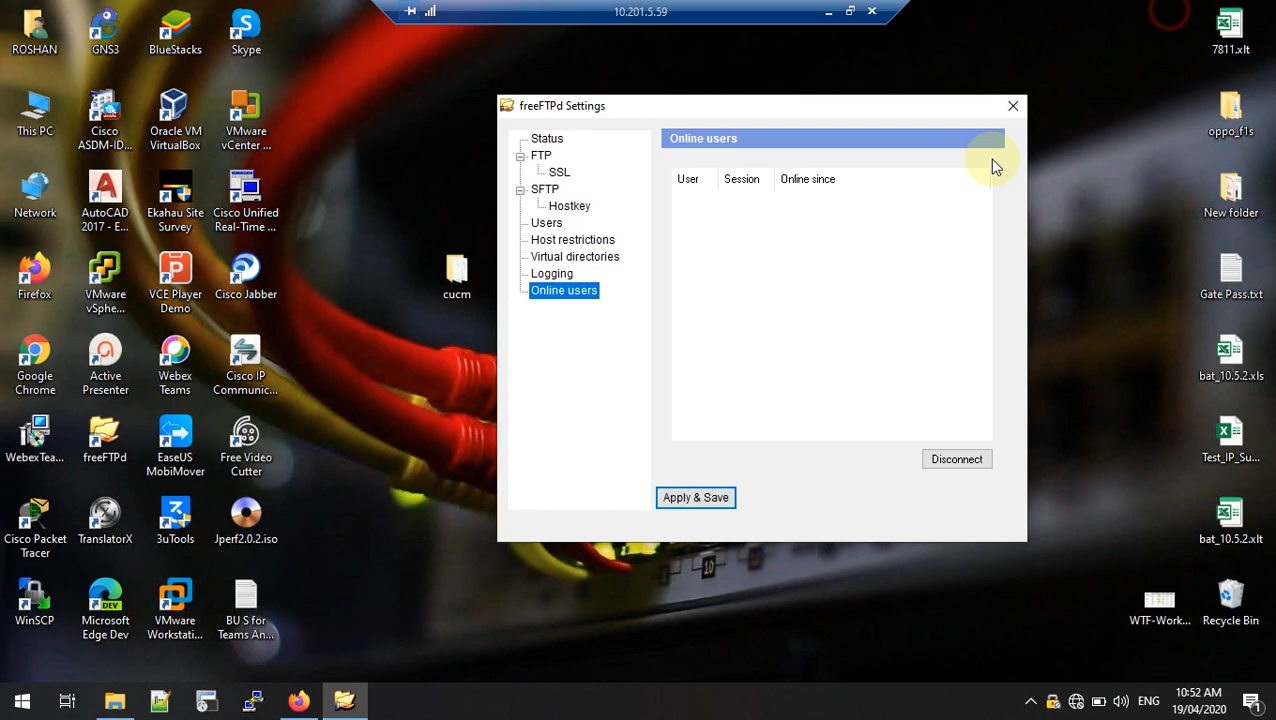 10.201.5.59
ROSHAN
GNS3
BlueStacks
Skype
7811.xlt
This PC
Cisco
ASDM-ID...
Oracle VM
VirtualBox
VMware
vCenter ...
oppo_f1s
Network
AutoCAD
2017 - E...
Ekahau Site
Survey
Cisco Unified
Real-Time ...
New folder
Firefox
VMware
vSphe...
VCE Player
Demo
Cisco Jabber
cucm
Gate Pass.txt
Google
Chrome
Active
Presenter
Webex
Teams
Cisco IP
Communic...
bat_10.5.2.xls
WebexTea...
freeFTPd
EaseUS
MobiMover
Free Video
Cutter
Test_IP_Su...
Cisco Packet
Tracer
TranslatorX
3uTools
Jperf2.0.2.iso
bat_10.5.2.xlt
WinSCP
DEV
Microsoft
Edge Dev
VMware
Workstati...
BU S for
Teams An...
WTF-Work...
Recycle Bin
freeFTPd Settings
Status
FTP
SSL
SFTP
Hostkey
Users
Host restrictions
Virtual directories
Logging
Online users
Online users
User Session Online since
Disconnect
Apply & Save
10
ENG
10:52 AM
19/04/2020
1